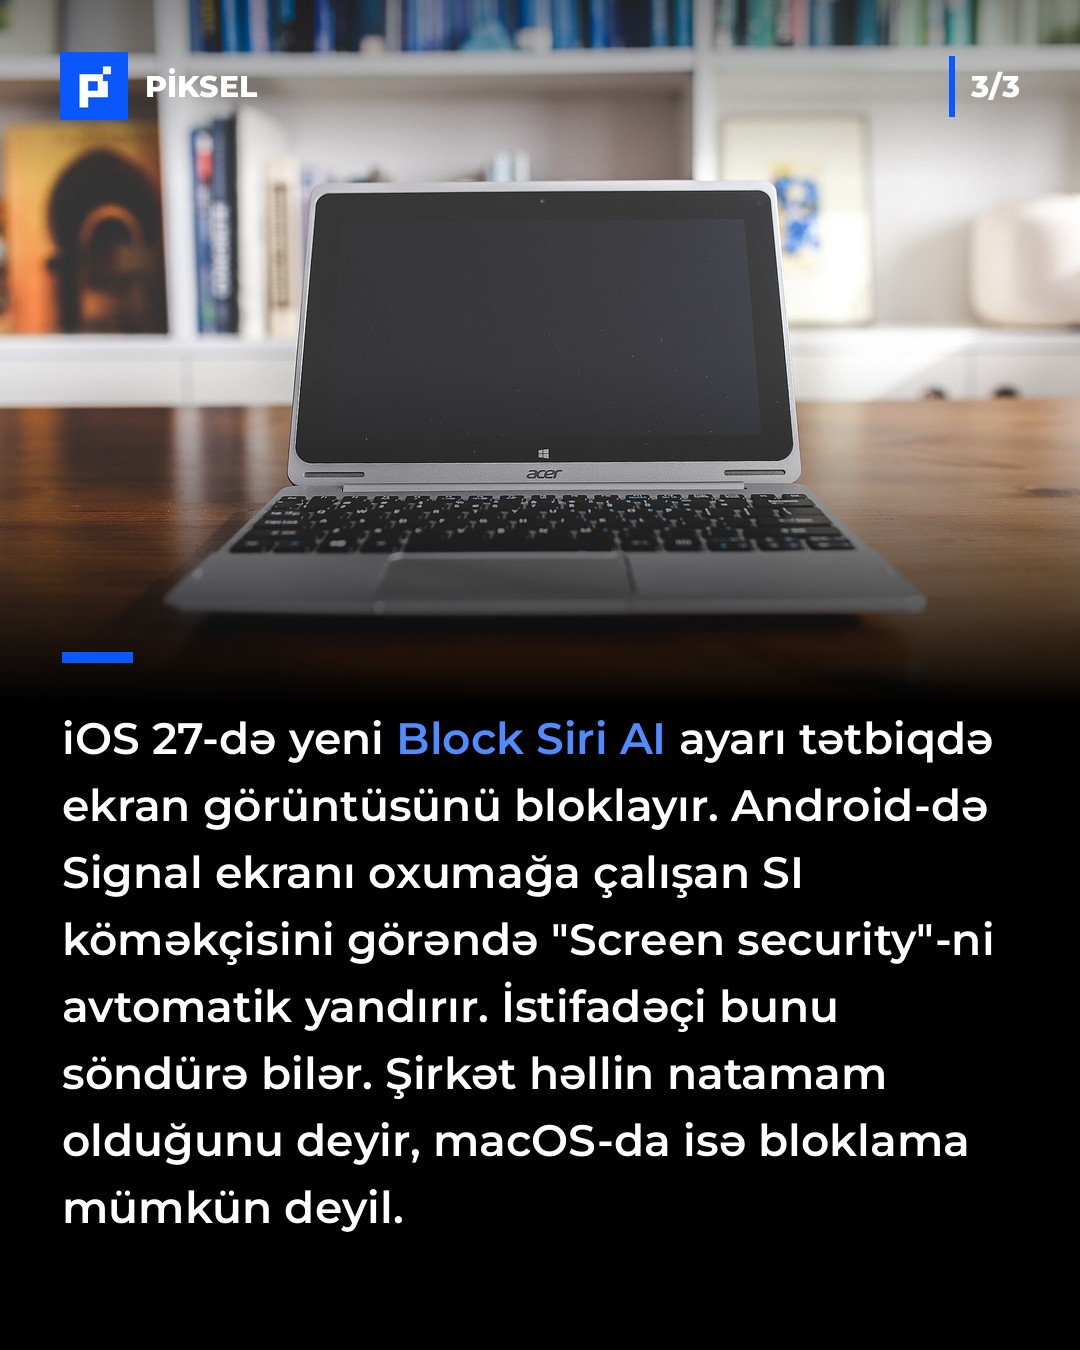 PİKSEL
3/3
acer
iOS 27-də yeni Block Siri AI ayarı tətbiqdə
ekran görüntüsünü bloklayır. Android-də
Signal ekranı oxumağa çalışan SI
köməkçisini görəndə "Screen security"-ni
avtomatik yandırır. İstifadəçi bunu
söndürə bilər. Şirkət həllin natamam
olduğunu deyir, macOS-da isə bloklama
mümkün deyil.